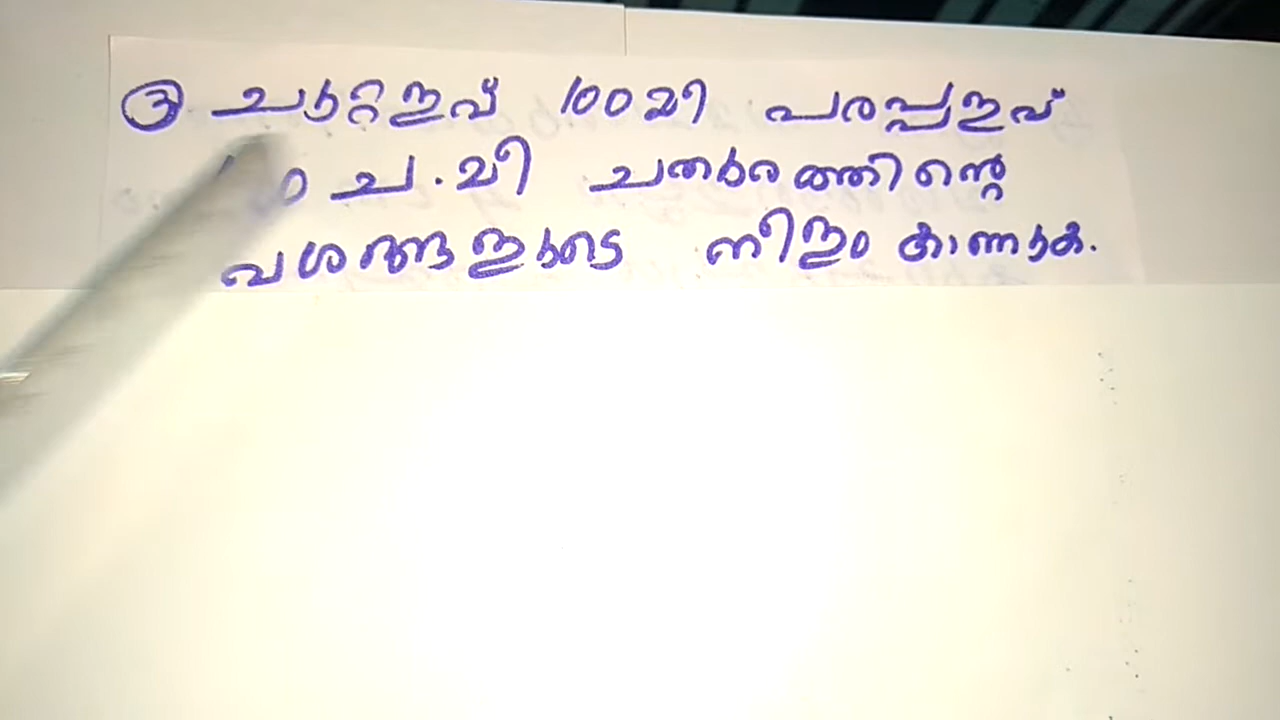 ③ ചുറ്റളവ് 100മീ പരപ്പളവ്
ച.മീ ചതുരത്തിന്റെ
വശങ്ങളുടെ നീളം കാണുക.